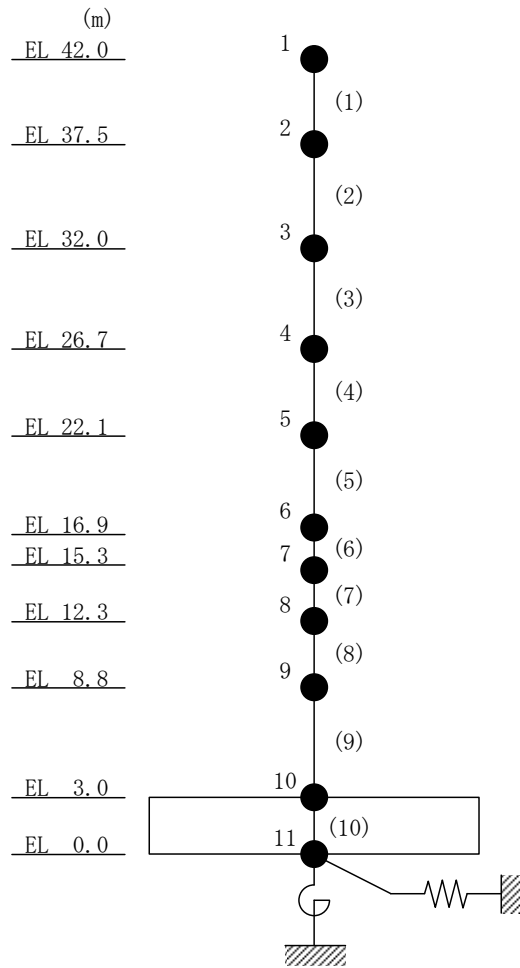 (m)
EL 42.0
1
(1)
EL 37.5
2
(2)
EL 32.0
3
(3)
EL 26.7
4
(4)
EL 22.1
5
(5)
EL 16.9
6
(6)
EL 15.3
7
(7)
EL 12.3
8
(8)
EL 8.8
9
(9)
EL 3.0
10
(10)
EL 0.0
11